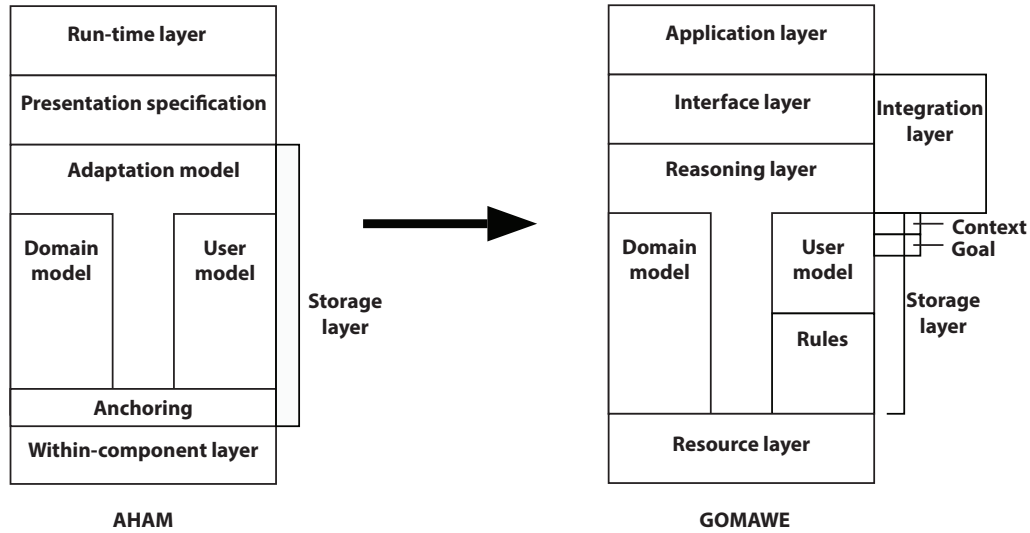 Run-time layer
Presentation specification
Adaptation model
Domain
model
User
model
Storage
layer
Anchoring
Within-component layer
AHAM
Application layer
Interface layer
Integration
layer
Reasoning layer
Domain
model
User
model
Context
Goal
Storage
layer
Rules
Resource layer
GOMAWE